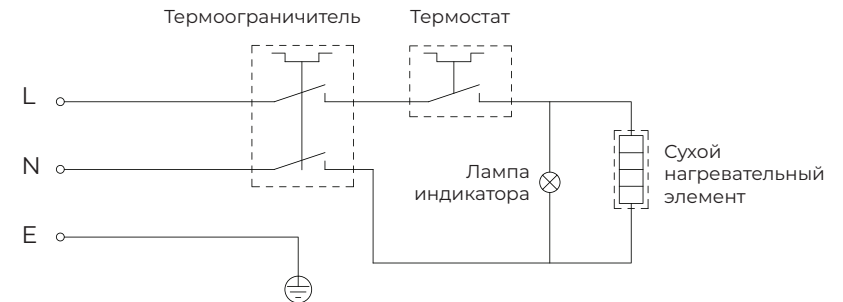 Термоограничитель
Термостат
L
N
Лампа
индикатора
Сухой
нагревательный
элемент
E